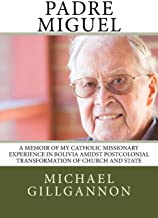 PADRE
MIGUEL
A MEMOIR OF MY CATHOLIC MISSIONARY
EXPERIENCE IN BOLIVIA AMIDST POSTCOLONIAL
TRANSFORMATION OF CHURCH AND STATE
MICHAEL
GILLGANNON